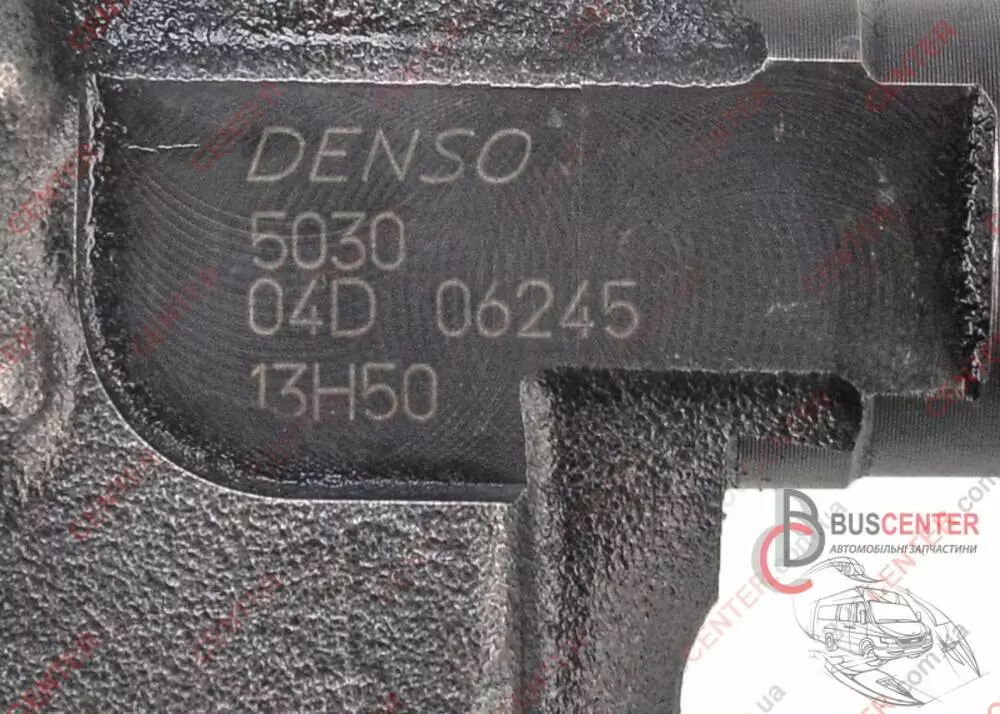 DENSO
5030
04D 06245
13H50
BUSCENTER
АВТОМОБІЛЬНІ ЗАПЧАСТИНИ